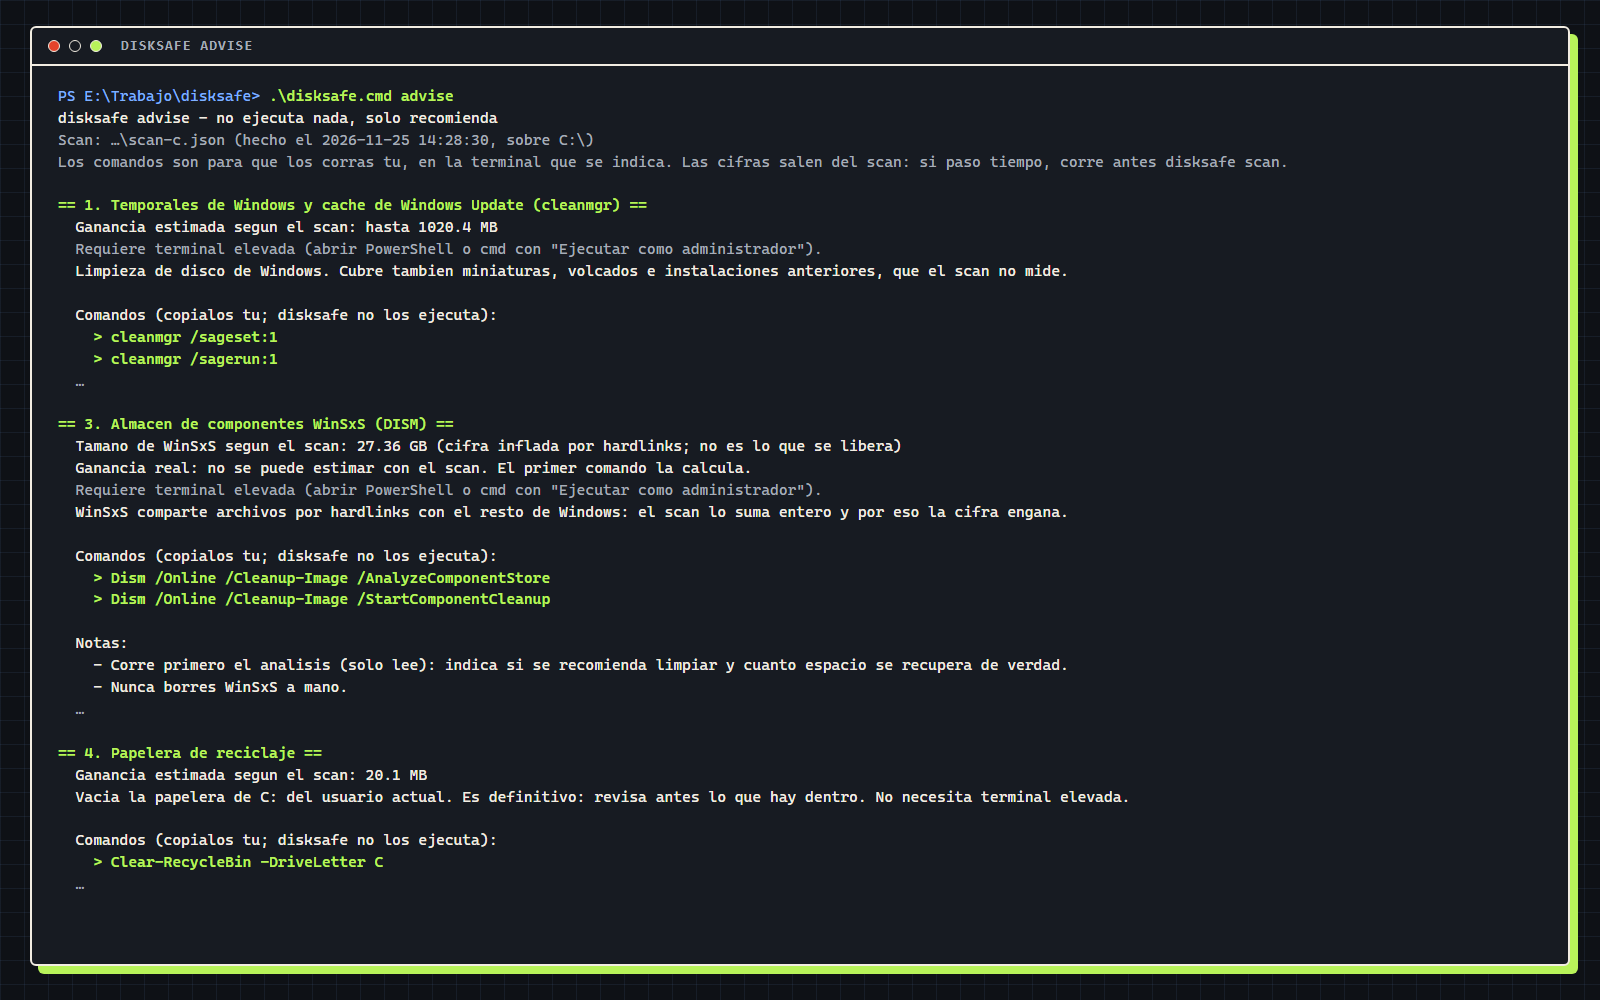 DISKSAFE ADVISE
PS E:\Trabajo\disksafe> .\disksafe.cmd advise
disksafe advise - no ejecuta nada, solo recomienda
Scan: …\scan-c.json (hecho el 2026-11-25 14:28:30, sobre C:\)
Los comandos son para que los corras tu, en la terminal que se indica. Las cifras salen del scan: si paso tiempo, corre antes disksafe scan.
== 1. Temporales de Windows y cache de Windows Update (cleanmgr) ==
Ganancia estimada segun el scan: hasta 1020.4 MB
Requiere terminal elevada (abrir PowerShell o cmd con "Ejecutar como administrador").
Limpieza de disco de Windows. Cubre tambien miniaturas, volcados e instalaciones anteriores, que el scan no mide.
Comandos (copialos tu; disksafe no los ejecuta):
> cleanmgr /sageset:1
> cleanmgr /sagerun:1
…
== 3. Almacen de componentes WinSxS (DISM) ==
Tamano de WinSxS segun el scan: 27.36 GB (cifra inflada por hardlinks; no es lo que se libera)
Ganancia real: no se puede estimar con el scan. El primer comando la calcula.
Requiere terminal elevada (abrir PowerShell o cmd con "Ejecutar como administrador").
WinSxS comparte archivos por hardlinks con el resto de Windows: el scan lo suma entero y por eso la cifra engana.
Comandos (copialos tu; disksafe no los ejecuta):
> Dism /Online /Cleanup-Image /AnalyzeComponentStore
> Dism /Online /Cleanup-Image /StartComponentCleanup
Notas:
- Corre primero el analisis (solo lee): indica si se recomienda limpiar y cuanto espacio se recupera de verdad.
- Nunca borres WinSxS a mano.
…
== 4. Papelera de reciclaje ==
Ganancia estimada segun el scan: 20.1 MB
Vacia la papelera de C: del usuario actual. Es definitivo: revisa antes lo que hay dentro. No necesita terminal elevada.
Comandos (copialos tu; disksafe no los ejecuta):
> Clear-RecycleBin -DriveLetter C
…